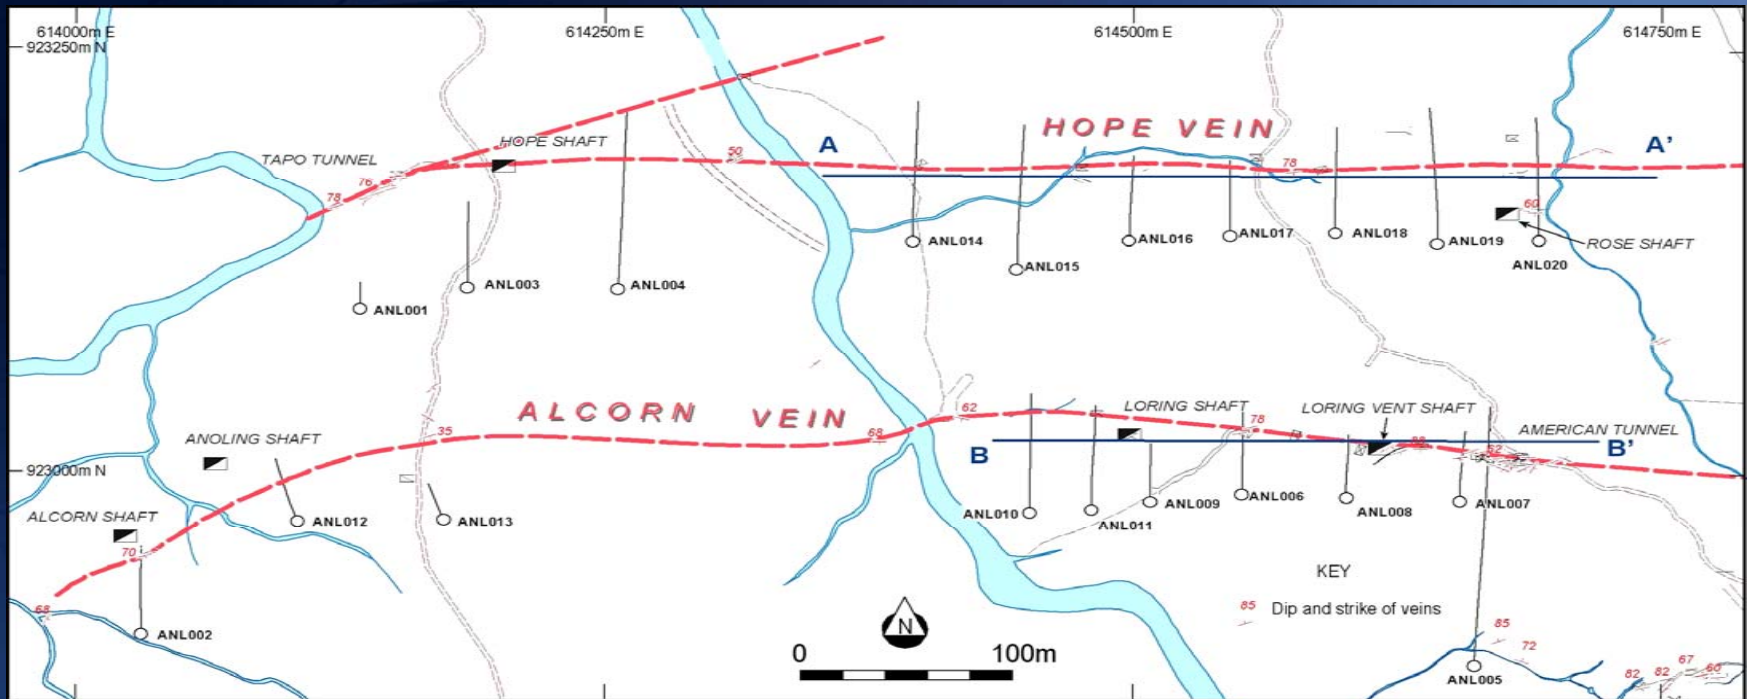 614000m E
614250m E
614500m E
614750m E
923250m N
HOPE SHAFT
HOPE VEIN
A
A'
TAPO TUNNEL
50
78
76
78
60
ANL014
ANL016
ANL017
ANL018
ANL019
ROSE SHAFT
ANL015
ANL020
ANL003
ANL004
ANL001
ALCORN VEIN
62
LORING SHAFT
LORING VENT SHAFT
78
35
68
AMERICAN TUNNEL
ANOLING SHAFT
B
B'
62
923000m N
ANL009
ANL006
ANL007
ANL008
ANL010
ANL011
ALCORN SHAFT
ANL012
ANL013
70
KEY
85 Dip and strike of veins
68
ANL002
N
85
72
0
100m
67
82
82
60
ANL005